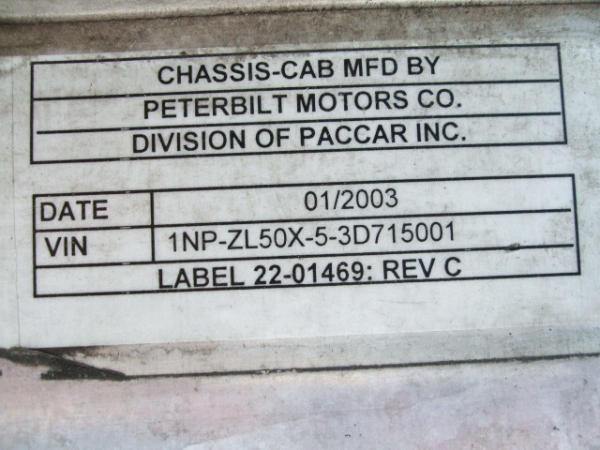 CHASSIS-CAB MFD BY
PETERBILT MOTORS CO.
DIVISION OF PACCAR INC.
DATE 01/2003
VIN 1NP-ZL50X-5-3D715001
LABEL 22-01469: REV C